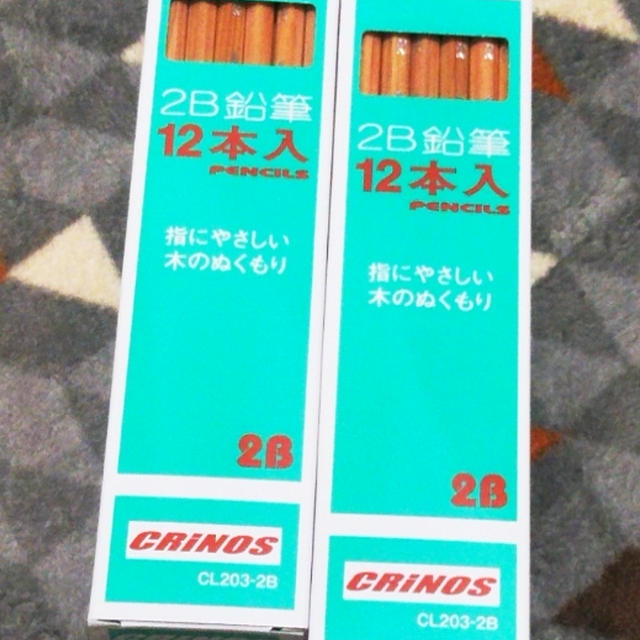 2B鉛筆
12本入
PENCILS
指にやさしい
木のぬくもり
2B
CRiNOS
CL203-2B
2B鉛筆
12本入
PENCILS
指にやさしい
木のぬくもり
2B
CRiNOS
CL203-2B